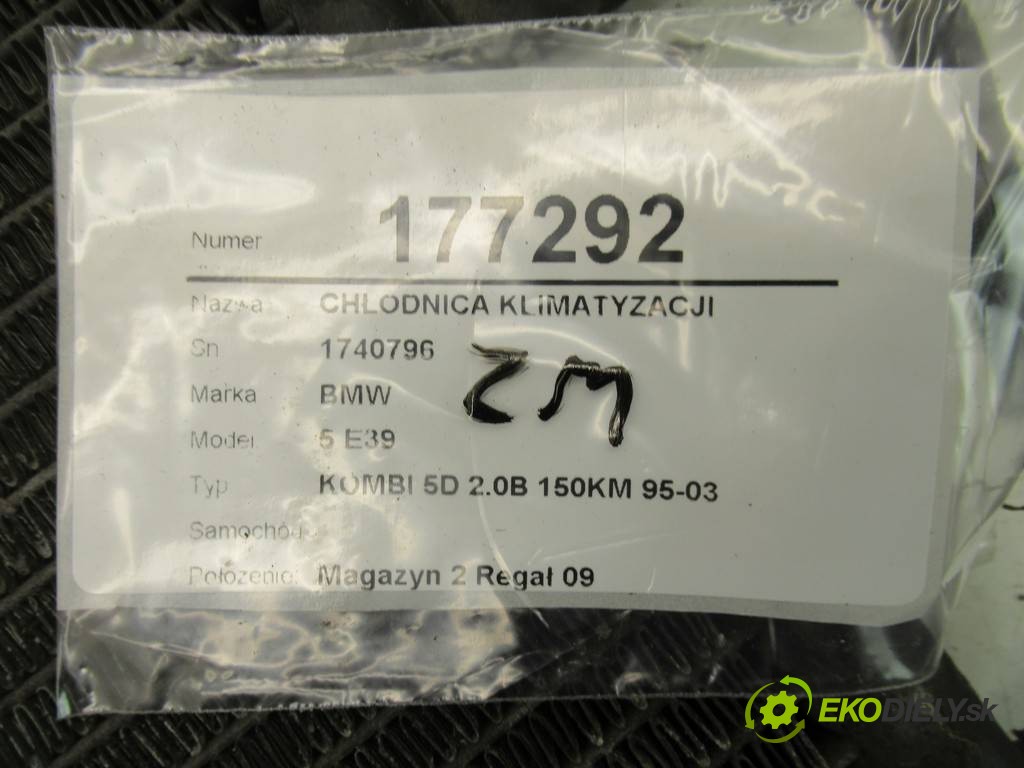 Numer 177292
Nazwa CHŁODNICA KLIMATYZACJI
Sn 1740796
Marka BMW
Model 5 E39
Typ KOMBI 5D 2.0B 150KM 95-03
Samochód
Położenie: Magazyn 2 Regał 09
ZM
EKODIELY.sk